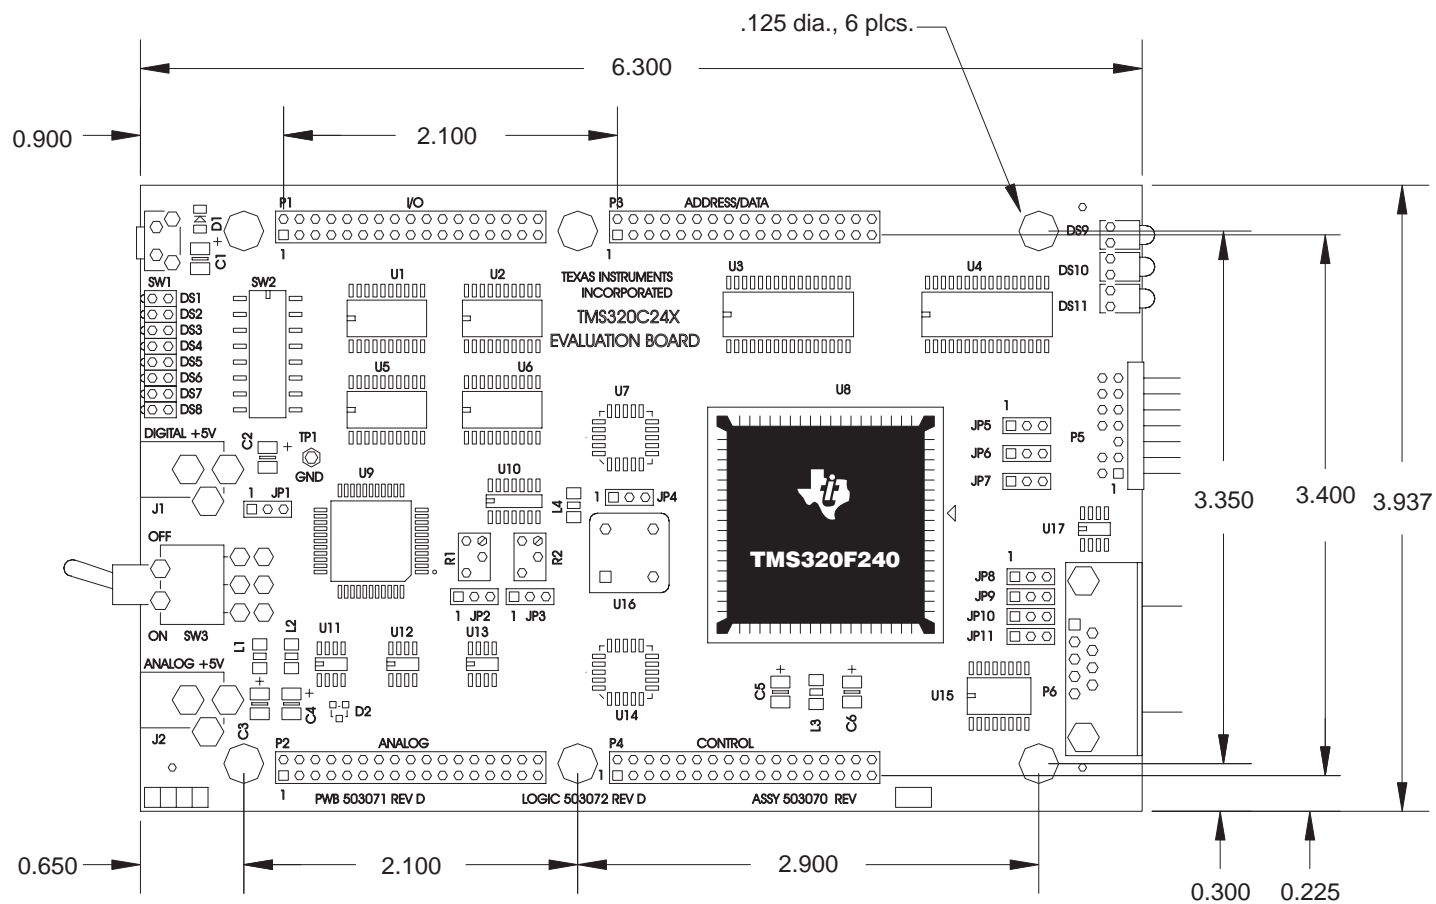 .125 dia., 6 plcs.
6.300
0.900
2.100
P1
I/O
P3
ADDRESS/DATA
D1
+
C1
1
1
DS9
DS10
DS11
SW1
DS1
DS2
DS3
DS4
DS5
DS6
DS7
DS8
SW2
U1
U2
TEXAS INSTRUMENTS
INCORPORATED
TMS320C24X
EVALUATION BOARD
U3
U4
U5
U6
U7
U8
DIGITAL +5V
C2
+
TP1
GND
U9
U10
L4
1
JP4
1
JP5
JP6
JP7
P5
1
J1
1
JP1
OFF
R1
R2
TMS320F240
U17
3.350
3.400
3.937
U16
1
JP2
1
JP3
1
JP8
JP9
JP10
JP11
ON
SW3
L1
L2
U11
U12
U13
ANALOG +5V
+
C3
+
C4
D2
U14
+
C5
L3
+
C6
U15
P6
J2
P2
ANALOG
P4
CONTROL
1
1
PWB 503071 REV D
LOGIC 503072 REV D
ASSY 503070 REV
0.650
2.100
2.900
0.300
0.225